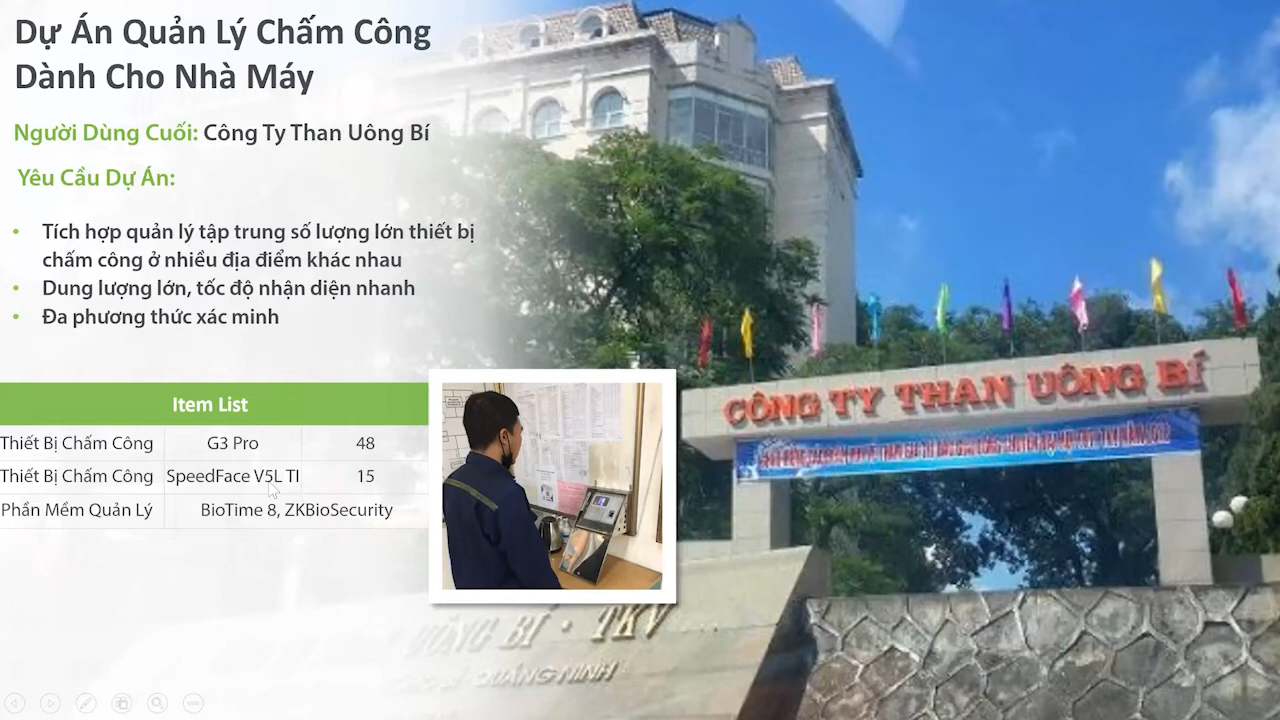 Dự Án Quản Lý Chấm Công
Dành Cho Nhà Máy
Người Dùng Cuối: Công Ty Than Uông Bí
Yêu Cầu Dự Án:
• Tích hợp quản lý tập trung số lượng lớn thiết bị
chấm công ở nhiều địa điểm khác nhau
• Dung lượng lớn, tốc độ nhận diện nhanh
• Đa phương thức xác minh
Item List
Thiết Bị Chấm Công G3 Pro 48
Thiết Bị Chấm Công SpeedFace V5L TI 15
Phần Mềm Quản Lý BioTime 8, ZKBioSecurity
CÔNG TY THAN UÔNG BÍ
UÔNG BÍ - TKV
QUẢNG NINH